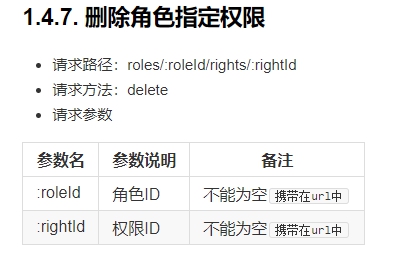 1.4.7. 删除角色指定权限
请求路径：roles/:roleId/rights/:rightId
请求方法：delete
请求参数
参数名 参数说明 备注
:roleId 角色ID 不能为空携带在url中
:rightId 权限ID 不能为空携带在url中